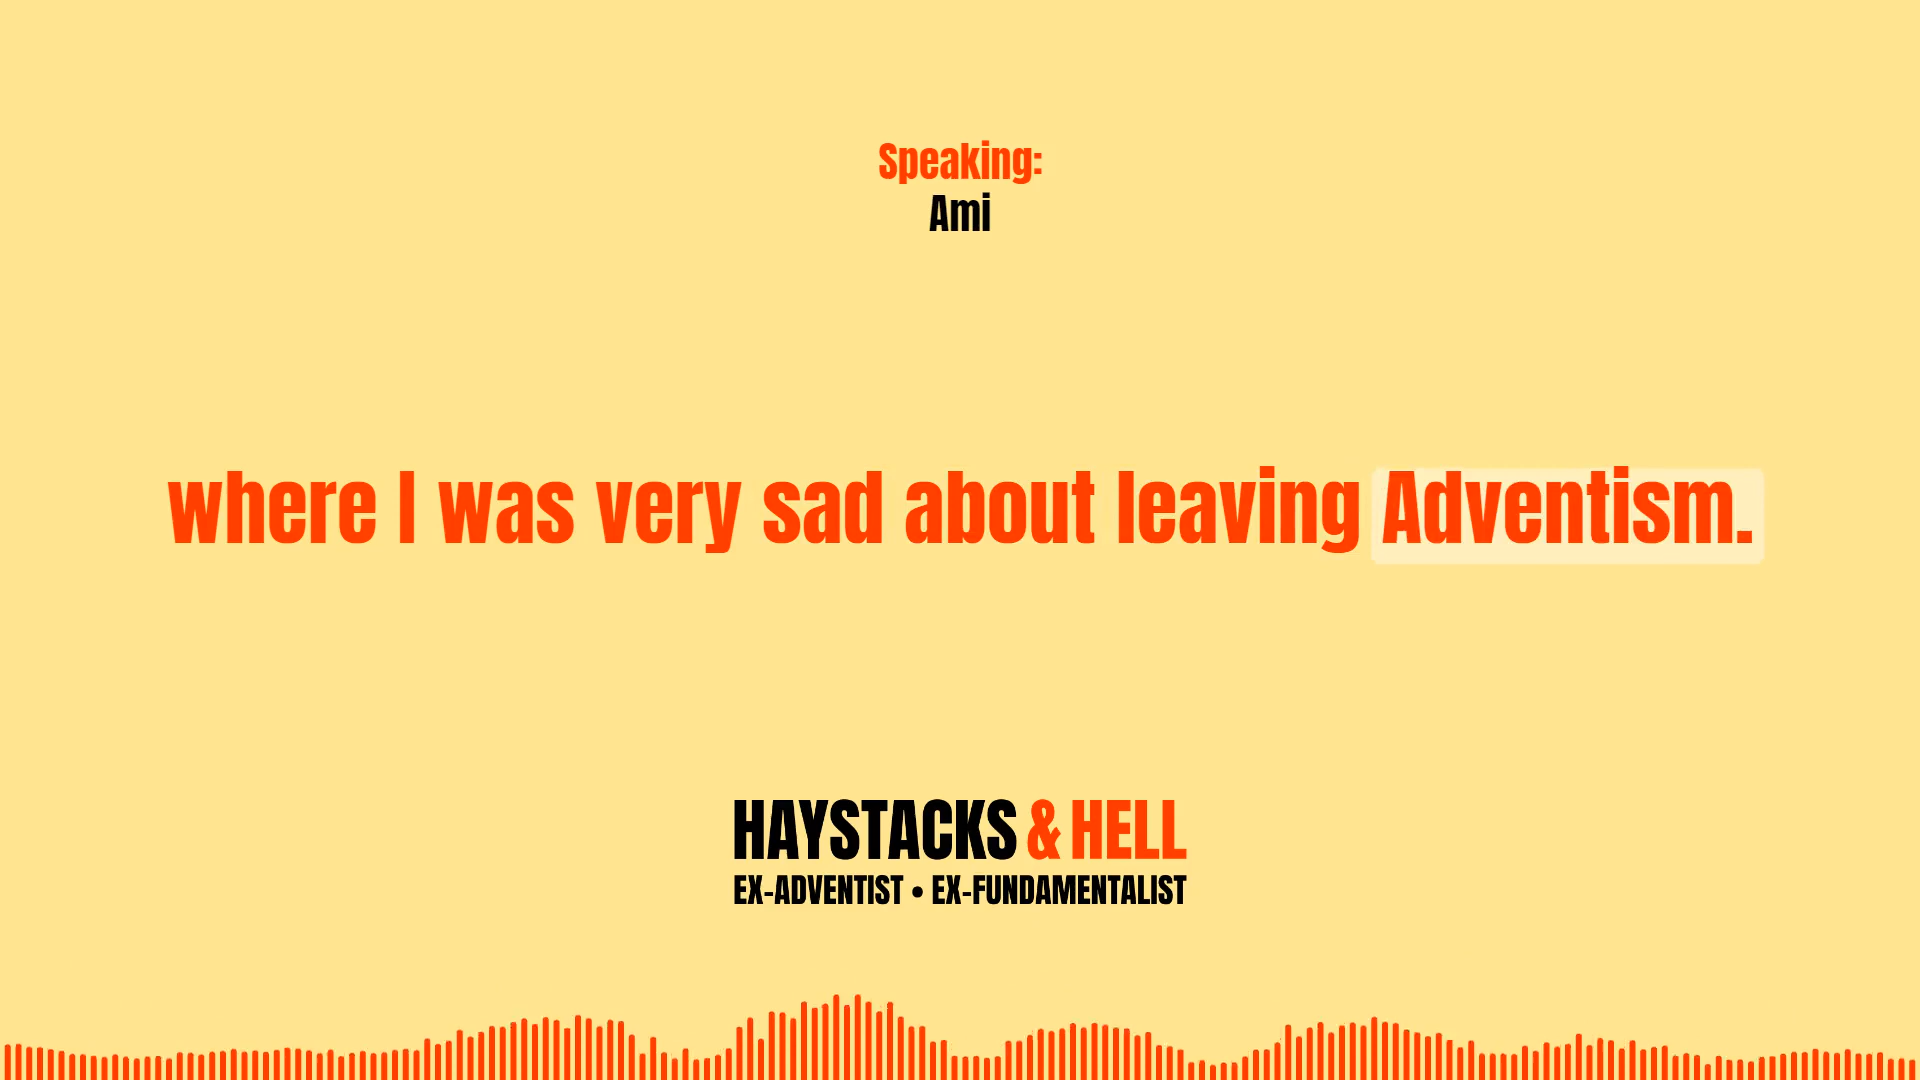 Speaking:
Ami
where I was very sad about leaving Adventism.
HAYSTACKS & HELL
EX-ADVENTIST • EX-FUNDAMENTALIST